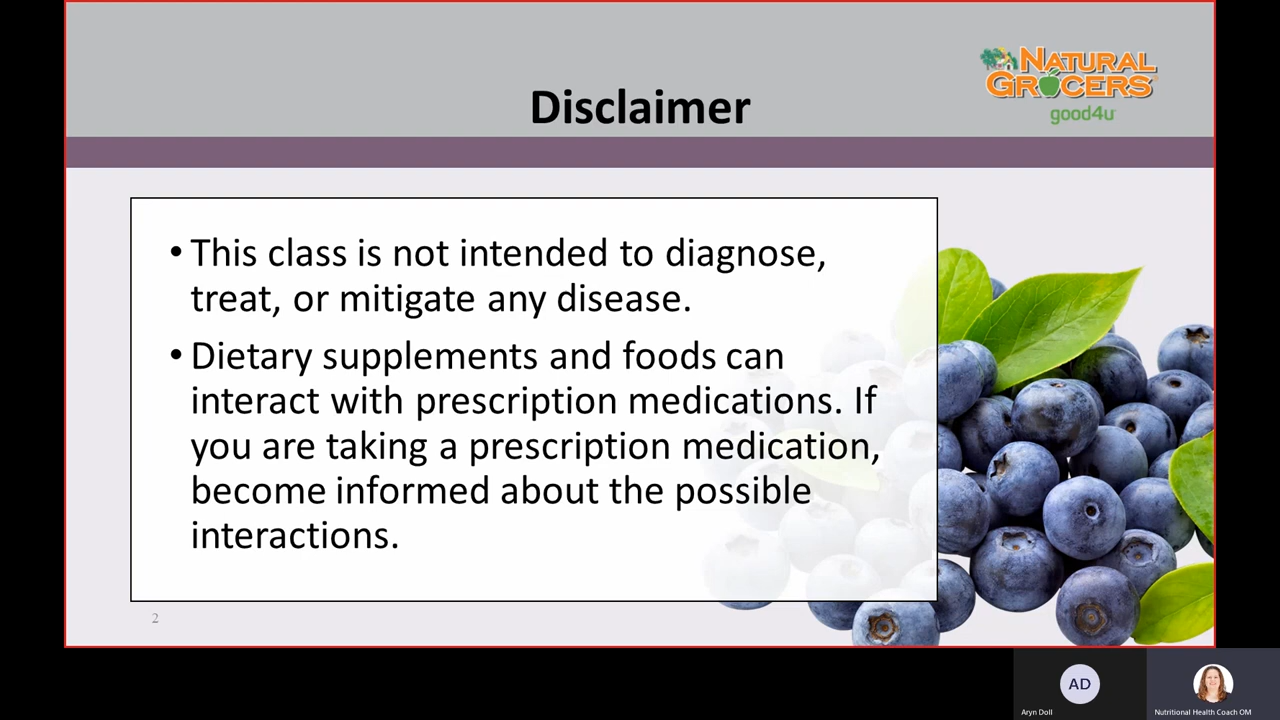 Disclaimer
NATURAL
GROCERS
good4u
• This class is not intended to diagnose,
treat, or mitigate any disease.
• Dietary supplements and foods can
interact with prescription medications. If
you are taking a prescription medication,
become informed about the possible
interactions.
2
AD
Aryn Doll
Nutritional Health Coach OM